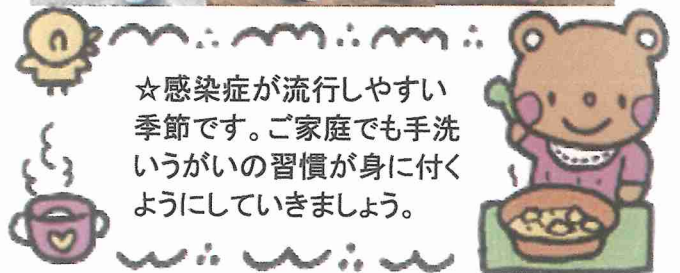 ☆感染症が流行しやすい
季節です。ご家庭でも手洗
いうがいの習慣が身に付く
ようにしていきましょう。